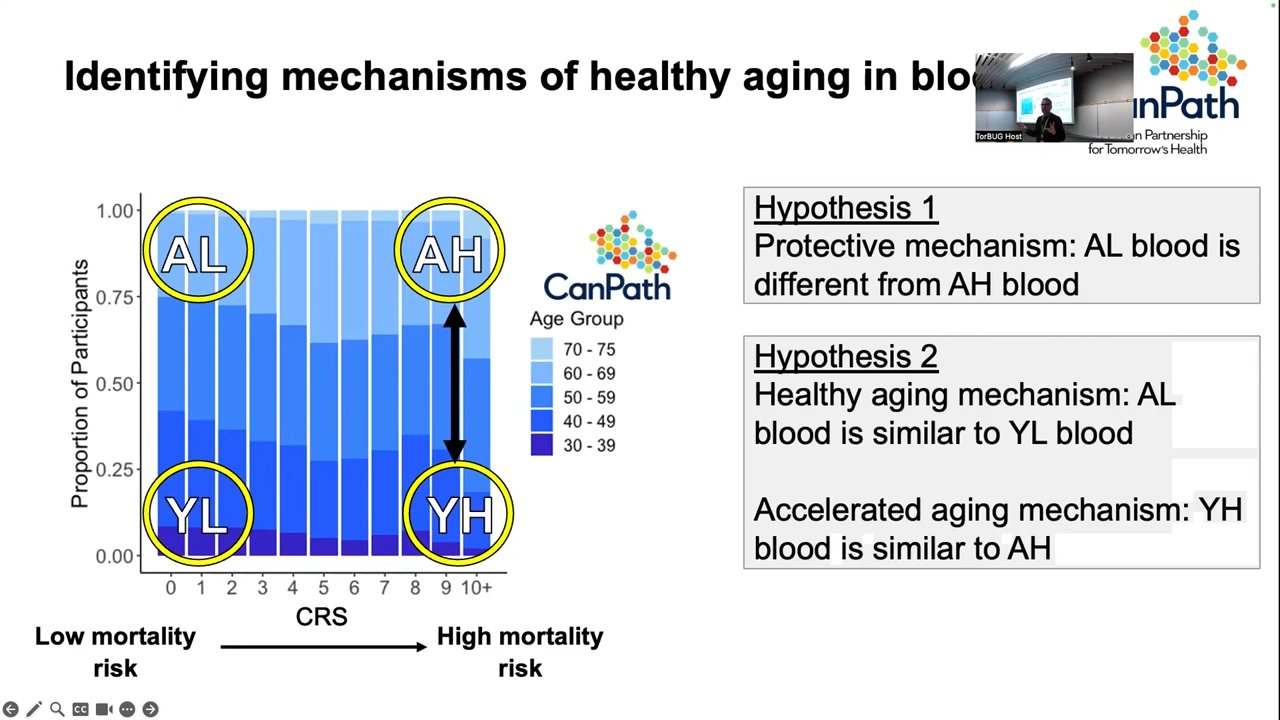 Identifying mechanisms of healthy aging in bloo
TorBUG Host
nPath
n Partnership
for Tomorrow's Health
Hypothesis 1
Protective mechanism: AL blood is
different from AH blood
Hypothesis 2
Healthy aging mechanism: AL
blood is similar to YL blood
Accelerated aging mechanism: YH
blood is similar to AH
Proportion of Participants
1.00
0.75
0.50
0.25
0.00
AL
AH
YL
YH
0 1 2 3 4 5 6 7 8 9 10+
CRS
CanPath
Age Group
70 - 75
60 - 69
50 - 59
40 - 49
30 - 39
Low mortality
risk
High mortality
risk
CC